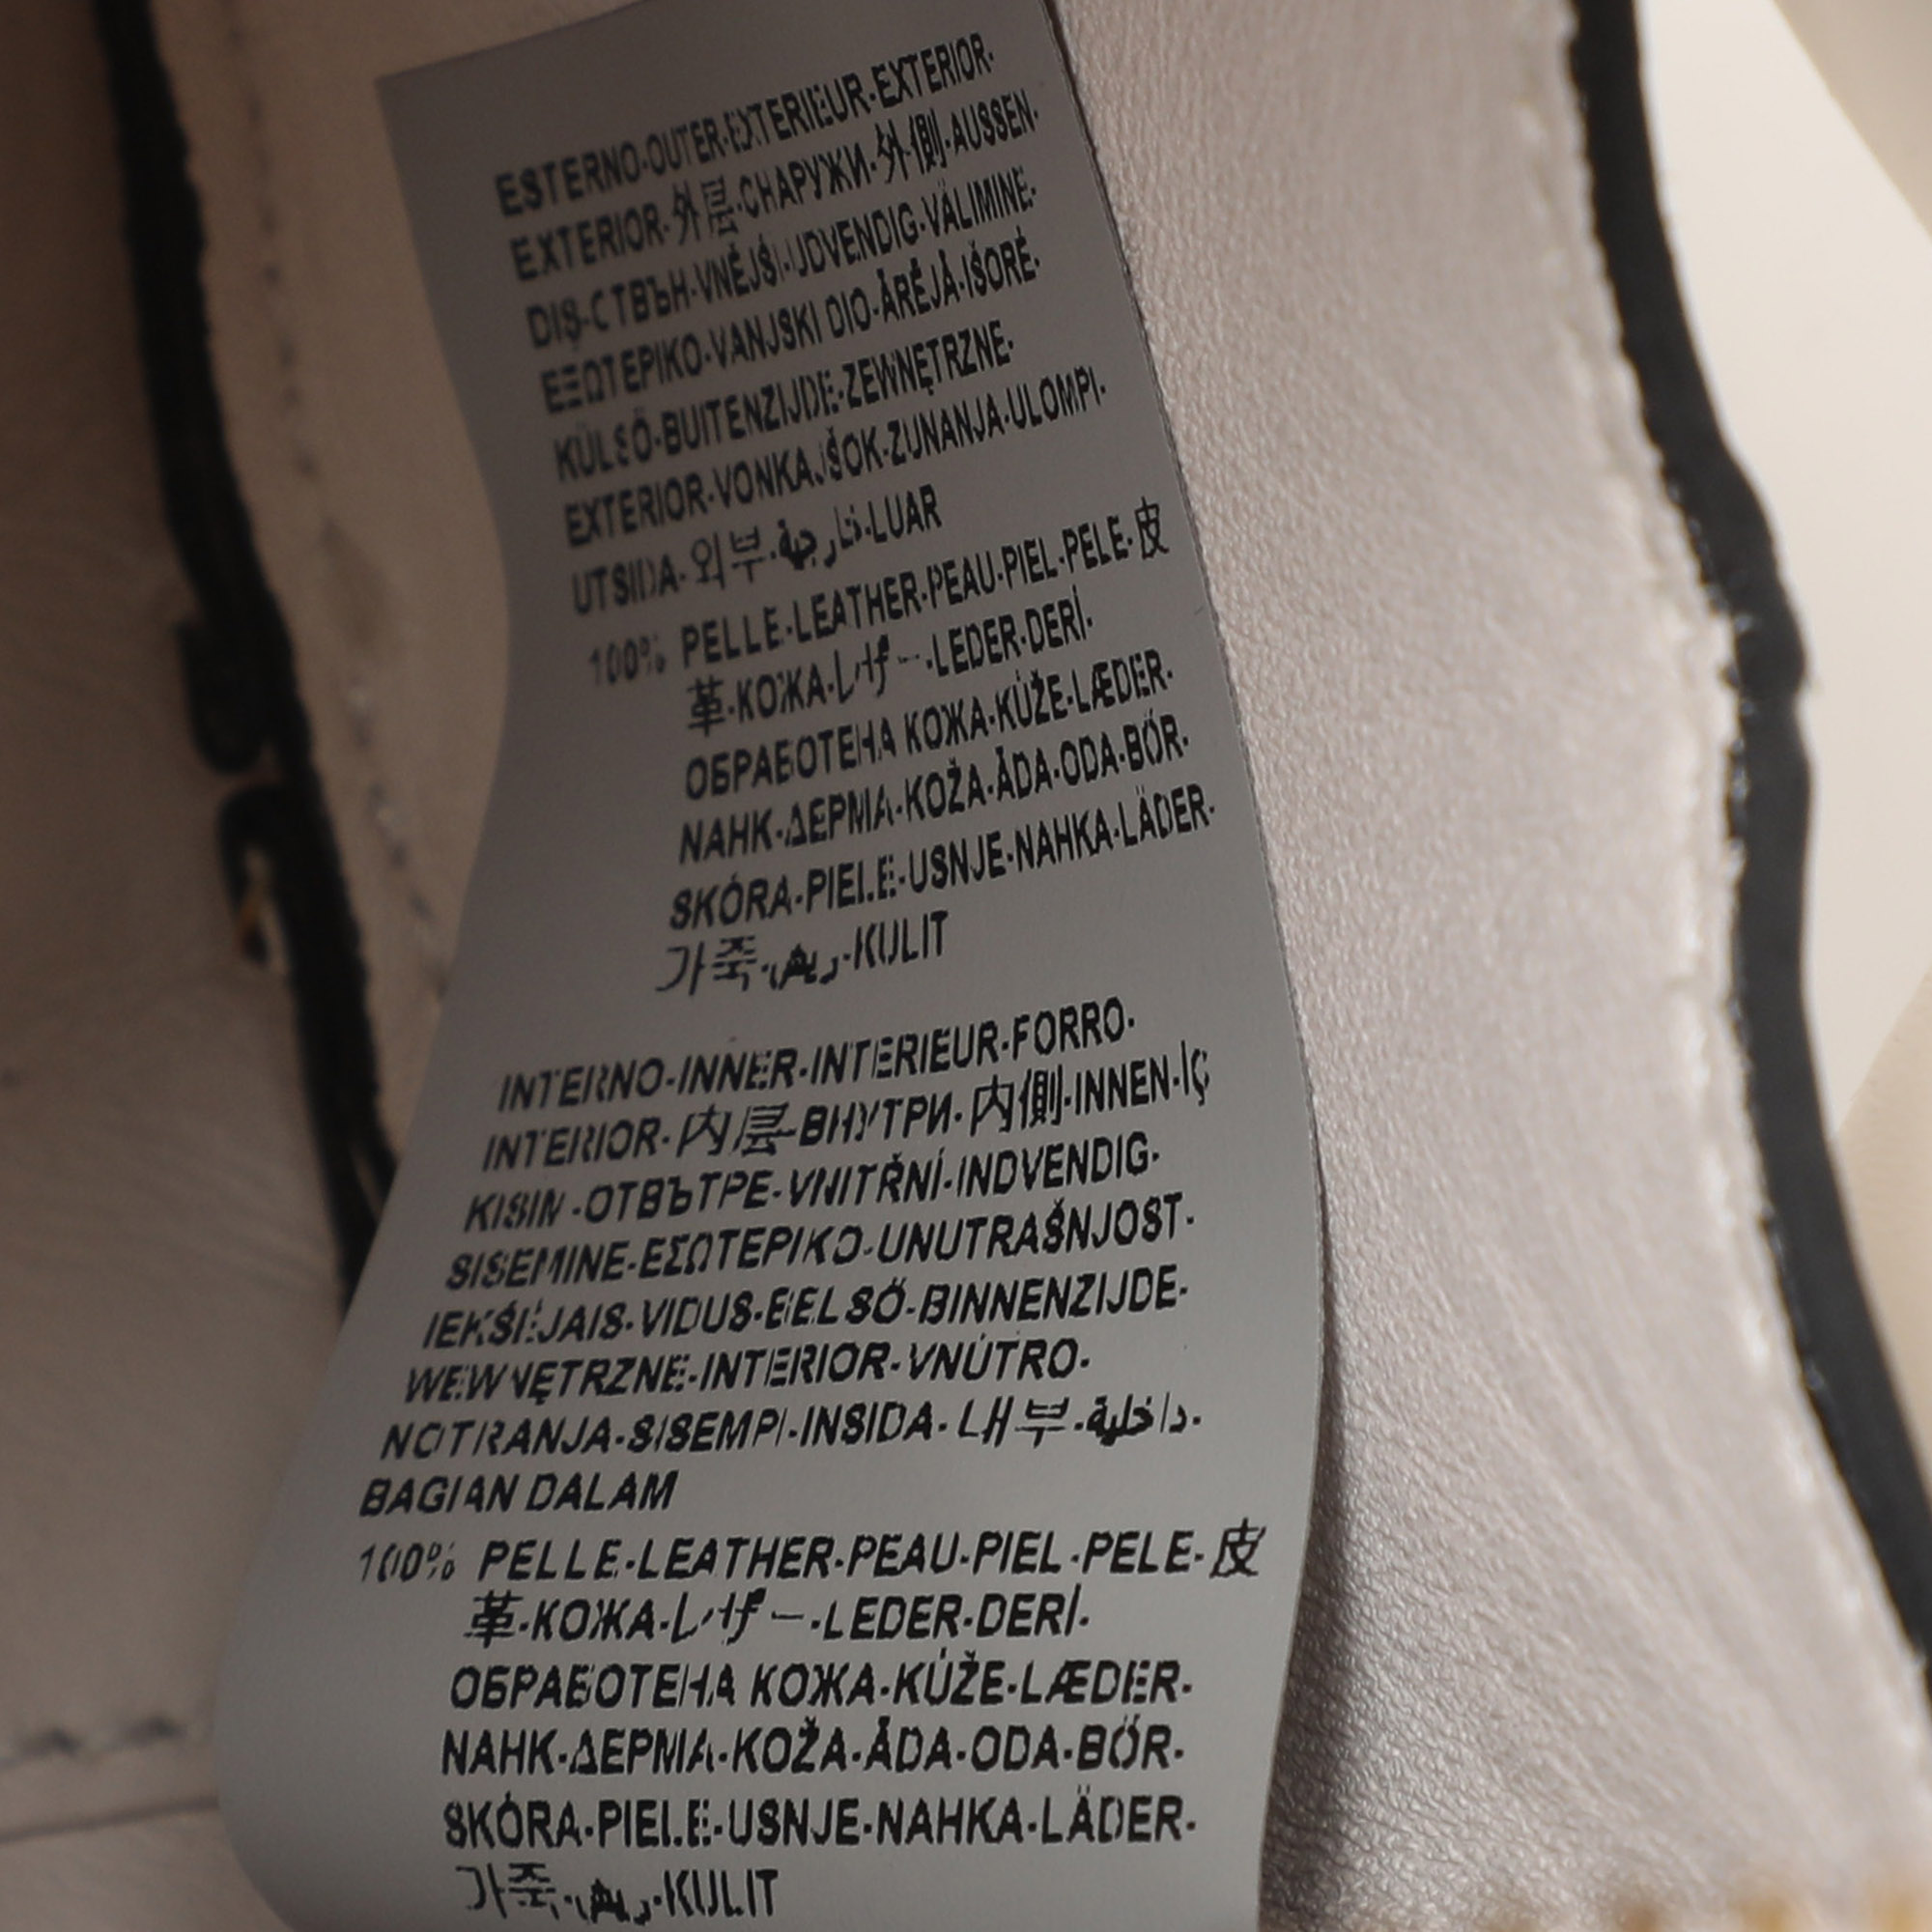 ESTERNO-OUTER-EXTERIEUR-EXTERIOR-
EXTERIOR-外层-СНАРУЖИ-外側-AUSSEN-
DIŞ-СТВЪН-VNĚJŠI-UDVENDIG-VÄLIMINE-
ΕΞΩΤΕΡΙΚΟ-VANJSKI DIO-ĀRĒJĀ-IŠORĖ-
KÜLSŐ-BUITENZIJDE-ZEWNĘTRZNE-
EXTERIOR-VONKAJŠOK-ZUNANJA-ULOMPI-
UTSIDA-외부-خارجية-LUAR
100% PELLE-LEATHER-PEAU-PIEL-PELE-皮
革-КОЖА-レザー-LEDER-DERİ-
ОБРАБОТЕНА КОЖА-KŮŽE-LÆDER-
NAHK-ΔΕΡΜΑ-KOŽA-ĀDA-ODA-BŐR-
SKÓRA-PIELE-USNJE-NAHKA-LÄDER-
가죽-KULIT
INTERNO-INNER-INTERIEUR-FORRO-
INTERIOR-内层-ВНУТРИ-内側-INNEN-İÇ
KISIN-ОТВЪТРЕ-VNITŘNÍ-INDVENDIG-
SISEMINE-ΕΣΩΤΕΡΙΚΟ-UNUTRAŠNJOST-
IEKŠĒJAIS-VIDUS-BELSŐ-BINNENZIJDE-
WEWNĘTRZNE-INTERIOR-VNÚTRO-
NOTRANJA-SISEMPI-INSIDA-내부-داخلية-
BAGIAN DALAM
100% PELLE-LEATHER-PEAU-PIEL-PELE-皮
革-КОЖА-レザー-LEDER-DERİ-
ОБРАБОТЕНА КОЖА-KŮŽE-LÆDER-
NAHK-ΔΕΡΜΑ-KOŽA-ĀDA-ODA-BŐR-
SKÓRA-PIELE-USNJE-NAHKA-LÄDER-
가죽-KULIT